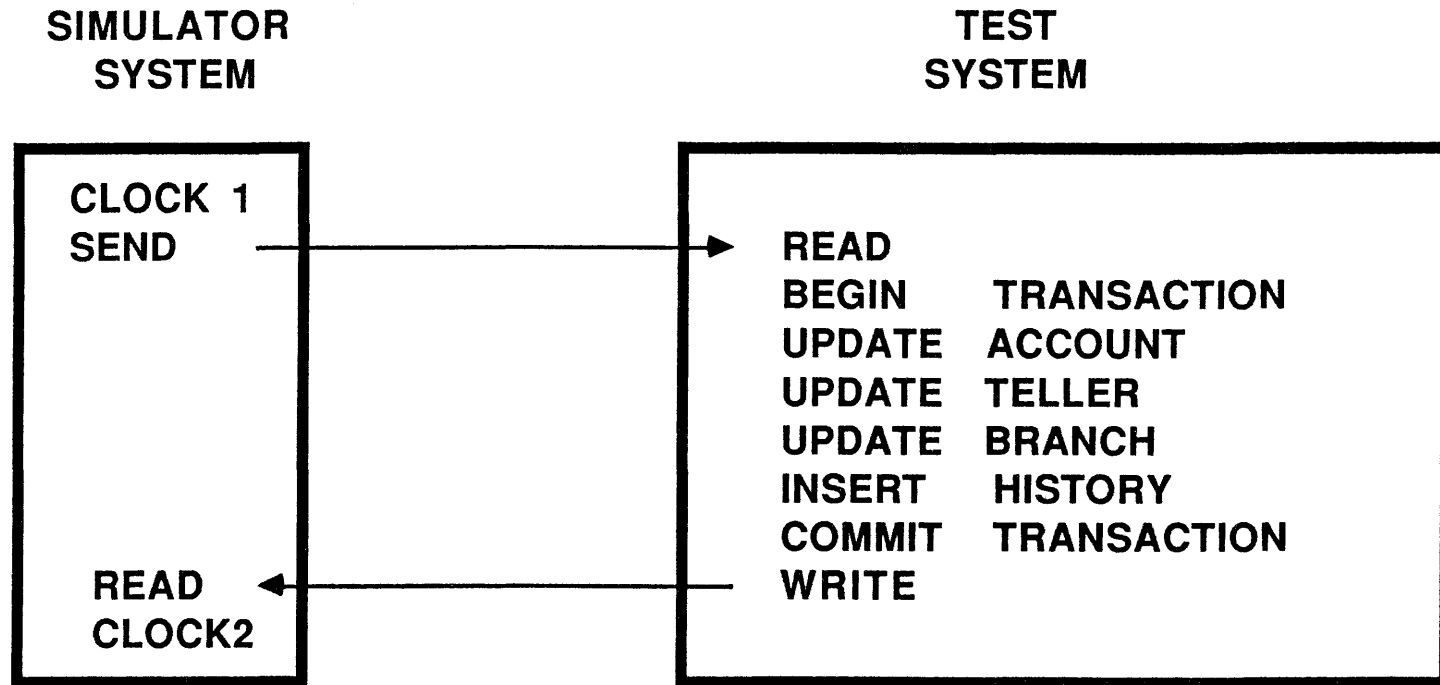 SIMULATOR
SYSTEM
TEST
SYSTEM
CLOCK 1
SEND
READ
CLOCK2
READ
BEGIN TRANSACTION
UPDATE ACCOUNT
UPDATE TELLER
UPDATE BRANCH
INSERT HISTORY
COMMIT TRANSACTION
WRITE